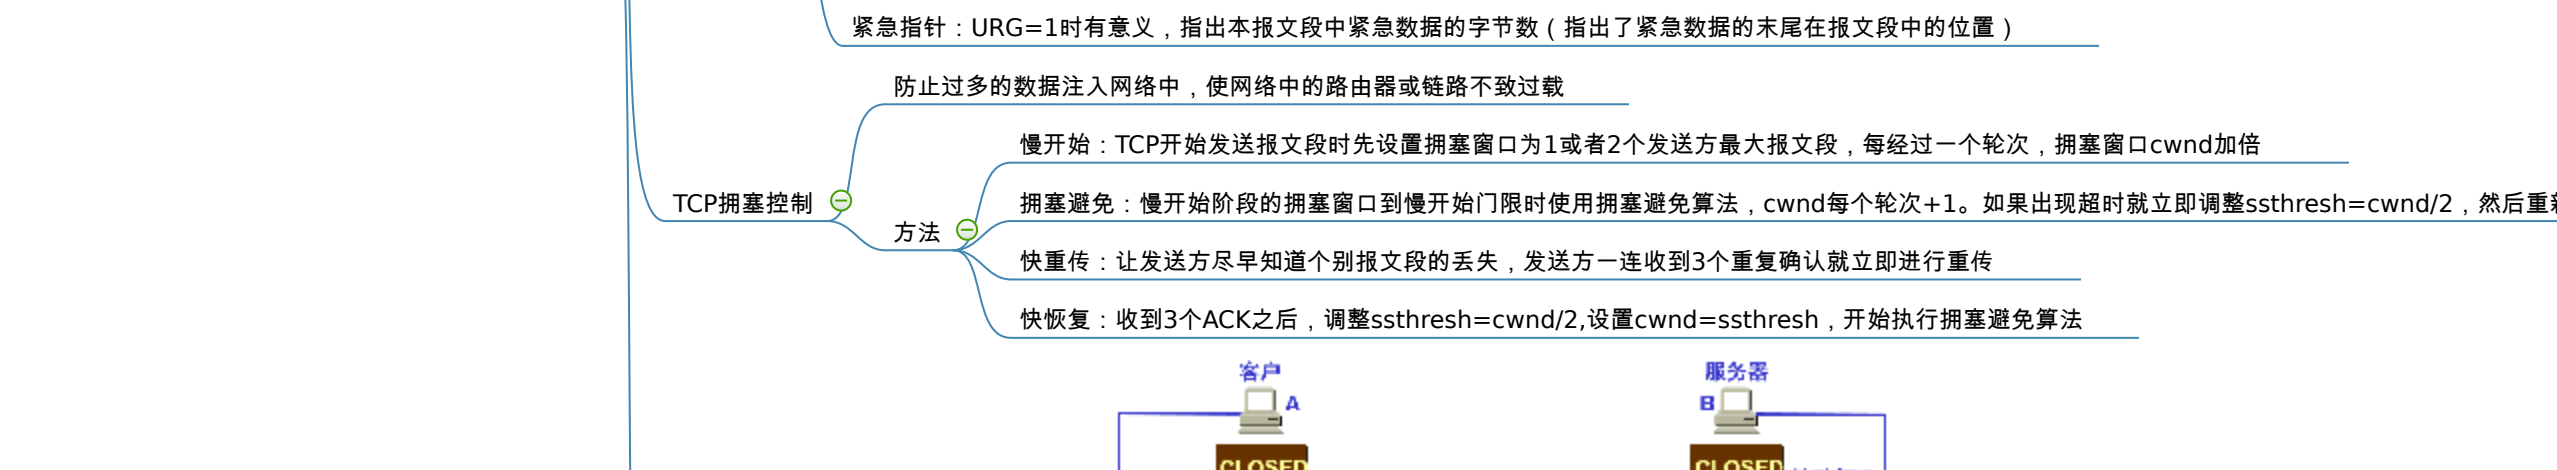 紧急指针：URG=1时有意义，指出本报文段中紧急数据的字节数（指出了紧急数据的末尾在报文段中的位置）
防止过多的数据注入网络中，使网络中的路由器或链路不致过载
慢开始：TCP开始发送报文段时先设置拥塞窗口为1或者2个发送方最大报文段，每经过一个轮次，拥塞窗口cwnd加倍
TCP拥塞控制
拥塞避免：慢开始阶段的拥塞窗口到慢开始门限时使用拥塞避免算法，cwnd每个轮次+1。如果出现超时就立即调整ssthresh=cwnd/2，然后重
方法
快重传：让发送方尽早知道个别报文段的丢失，发送方一连收到3个重复确认就立即进行重传
快恢复：收到3个ACK之后，调整ssthresh=cwnd/2,设置cwnd=ssthresh，开始执行拥塞避免算法
客户
服务器
A
B
CLOSED
CLOSED